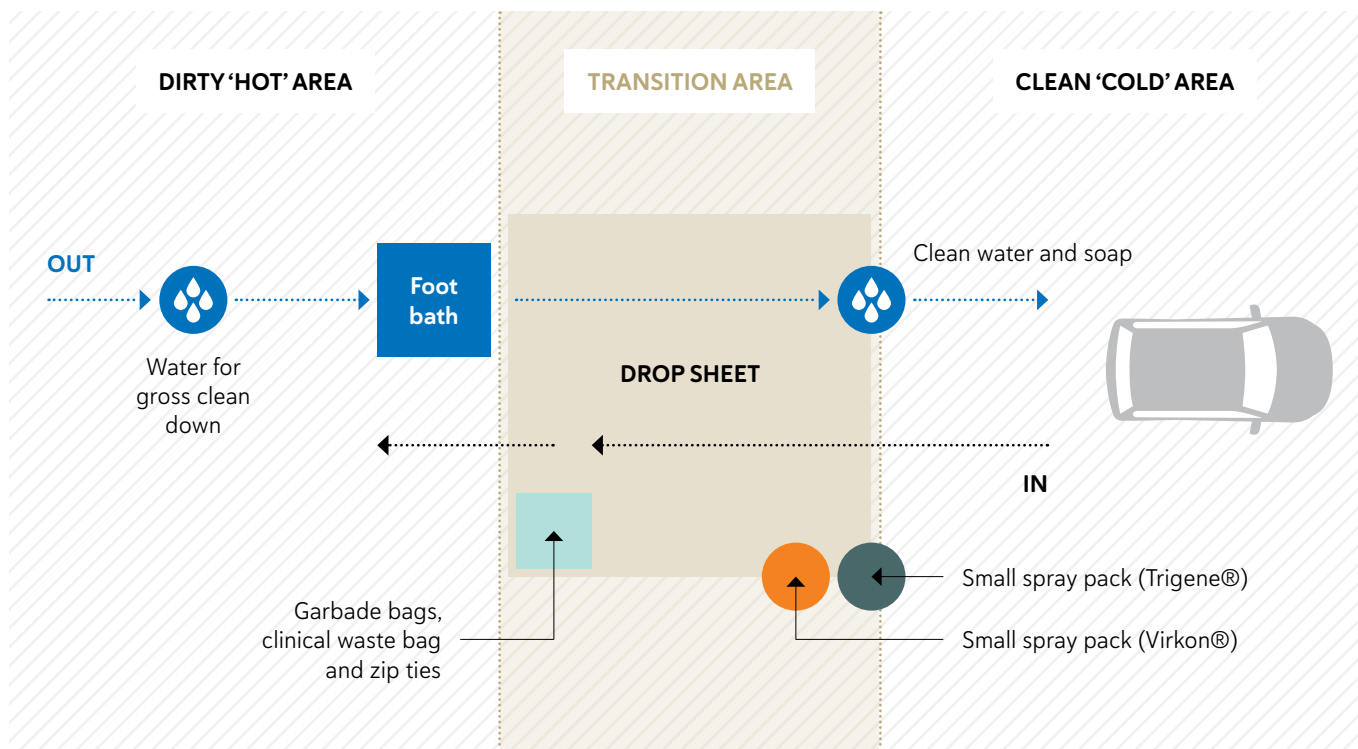 DIRTY ‘HOT’ AREA
TRANSITION AREA
CLEAN ‘COLD’ AREA
OUT
Foot
bath
Clean water and soap
Water for
gross clean
down
DROP SHEET
IN
Garbade bags,
clinical waste bag
and zip ties
Small spray pack (Trigene®)
Small spray pack (Virkon®)